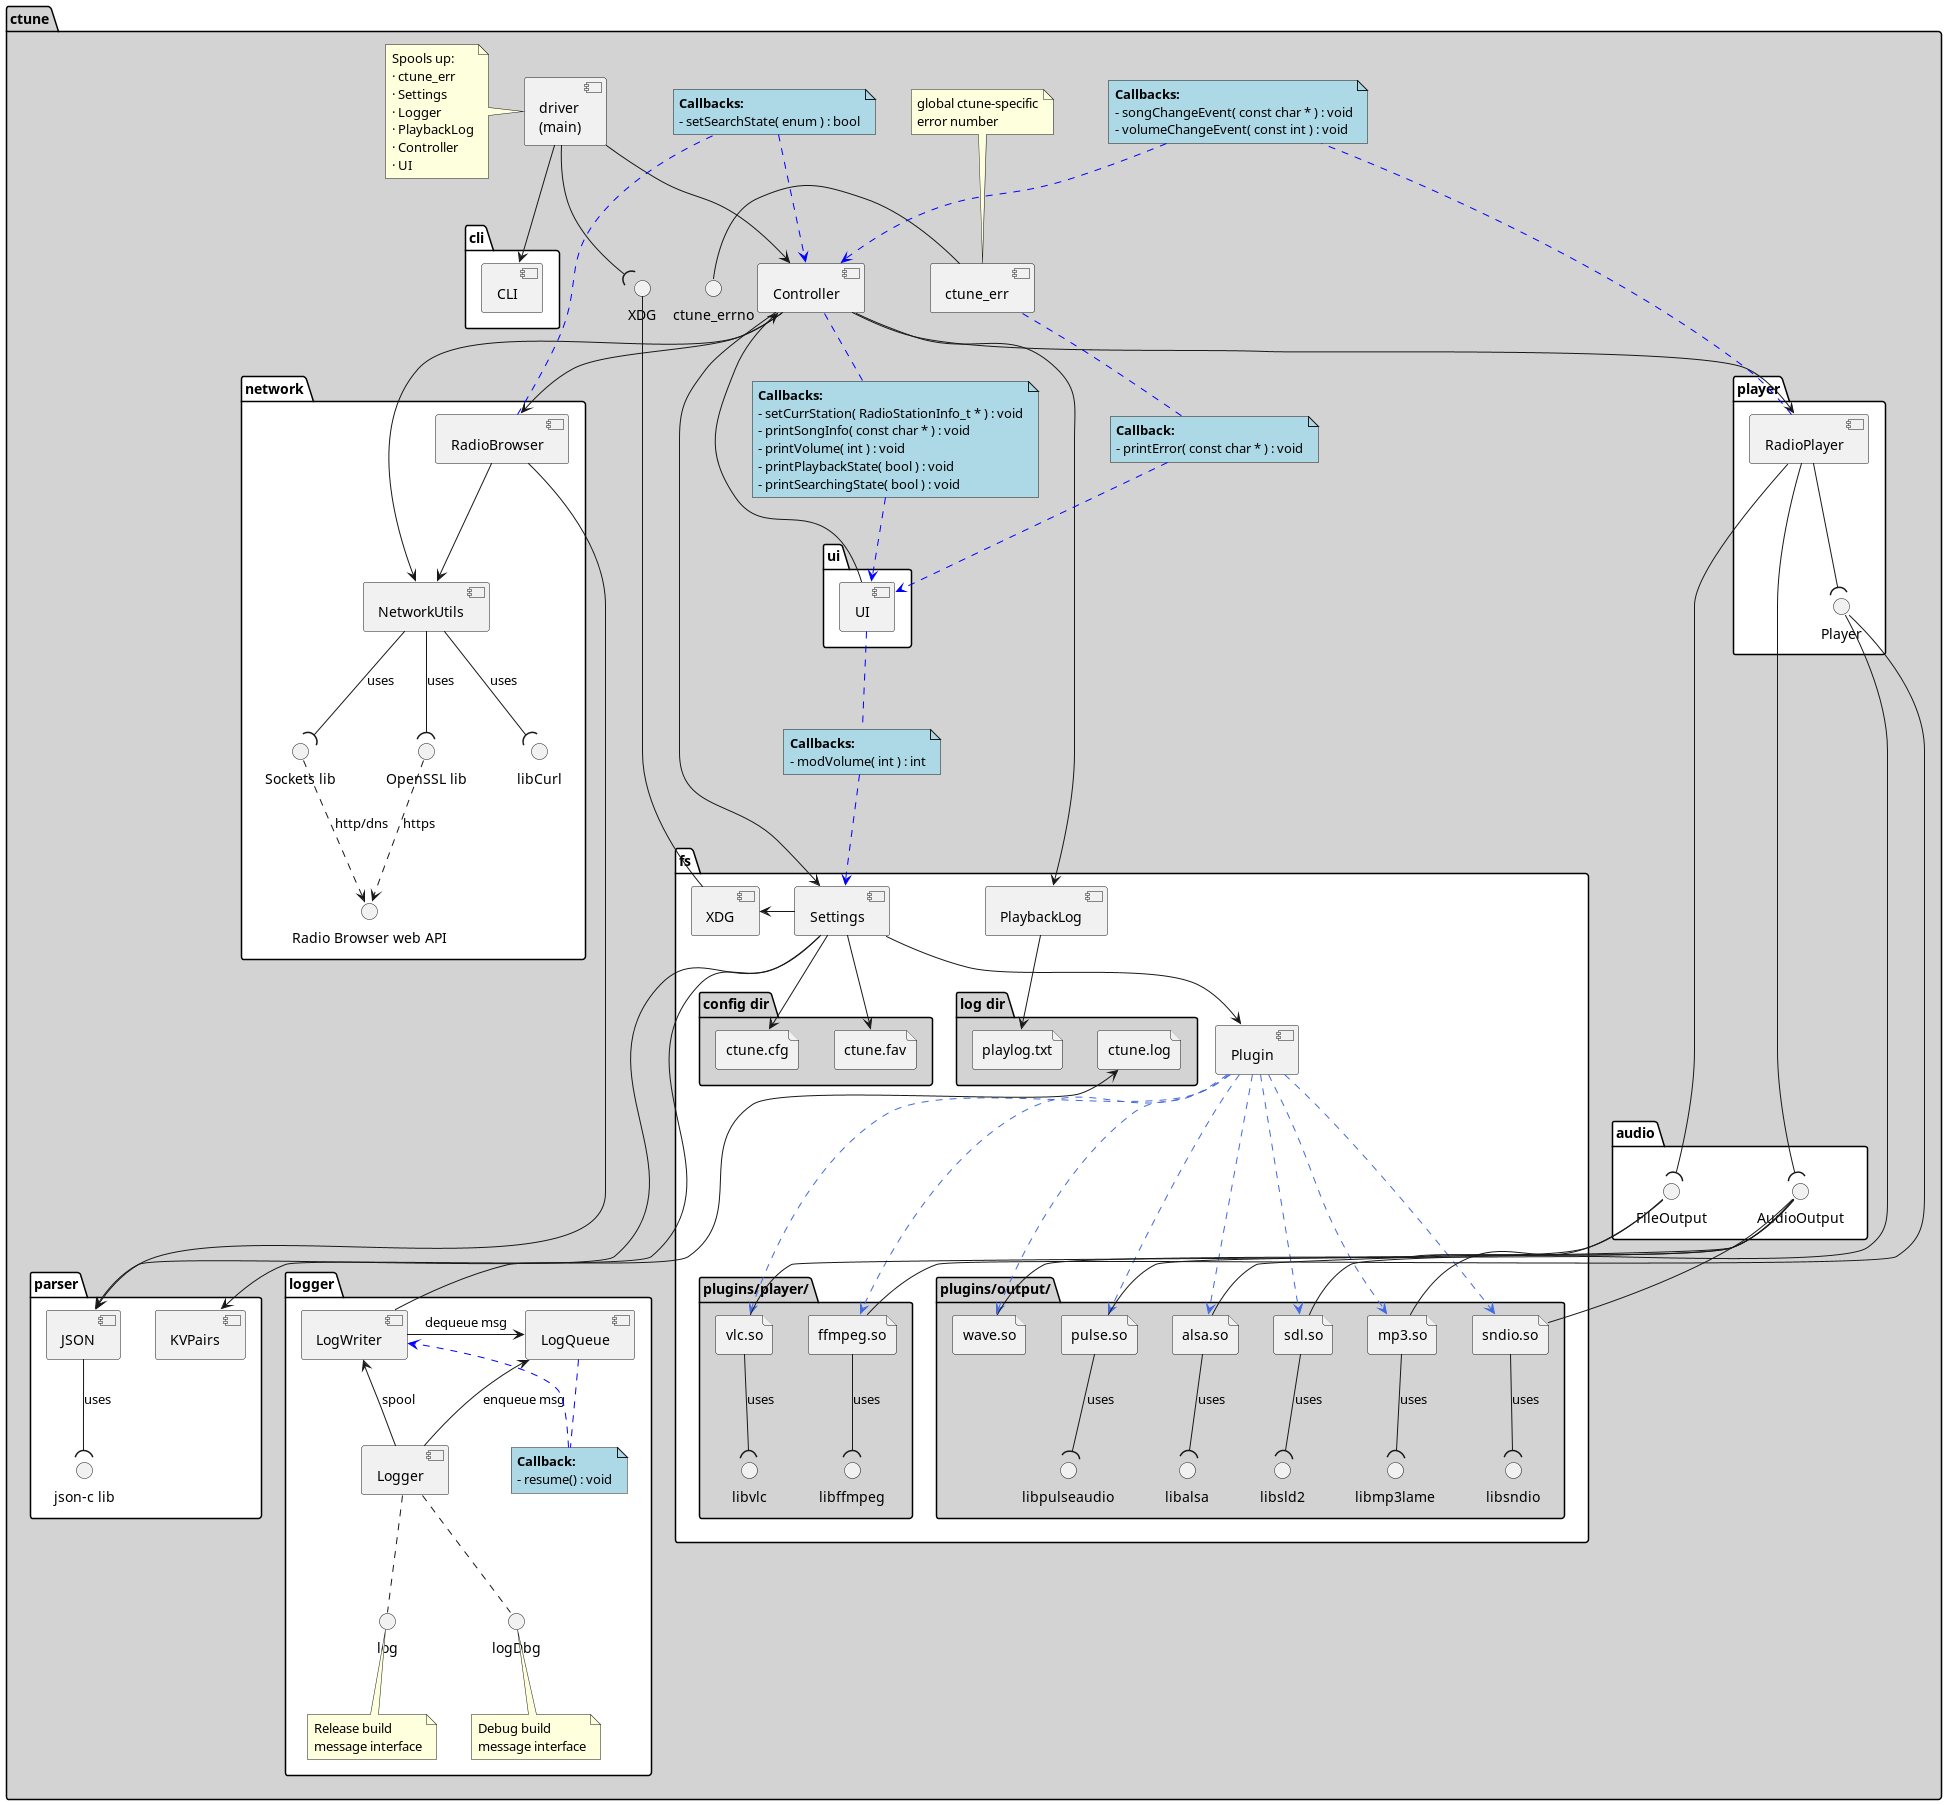 ctune
Spools up:
· ctune_err
· Settings
· Logger
· PlaybackLog
· Controller
· UI
driver
(main)
Callbacks:
- setSearchState( enum ) : bool
global ctune-specific
error number
Callbacks:
- songChangeEvent( const char * ) : void
- volumeChangeEvent( const int ) : void
cli
CLI
XDG
ctune_errno
Controller
ctune_err
network
RadioBrowser
Callbacks:
- setCurrStation( RadioStationInfo_t * ) : void
- printSongInfo( const char * ) : void
- printVolume( int ) : void
- printPlaybackState( bool ) : void
- printSearchingState( bool ) : void
Callback:
- printError( const char * ) : void
player
RadioPlayer
ui
UI
NetworkUtils
Player
uses
uses
uses
Sockets lib
OpenSSL lib
libCurl
Callbacks:
- modVolume( int ) : int
http/dns
https
Radio Browser web API
fs
XDG
Settings
PlaybackLog
config dir
ctune.cfg
ctune.fav
log dir
playlog.txt
ctune.log
Plugin
audio
FileOutput
AudioOutput
parser
JSON
KVPairs
uses
json-c lib
logger
LogWriter
dequeue msg
LogQueue
spool
enqueue msg
Logger
Callback:
- resume() : void
log
logDbg
Release build
message interface
Debug build
message interface
plugins/player/
vlc.so
ffmpeg.so
uses
uses
libvlc
libffmpeg
plugins/output/
wave.so
pulse.so
alsa.so
sdl.so
mp3.so
sndio.so
uses
uses
uses
uses
uses
libpulseaudio
libalsa
libsld2
libmp3lame
libsndio